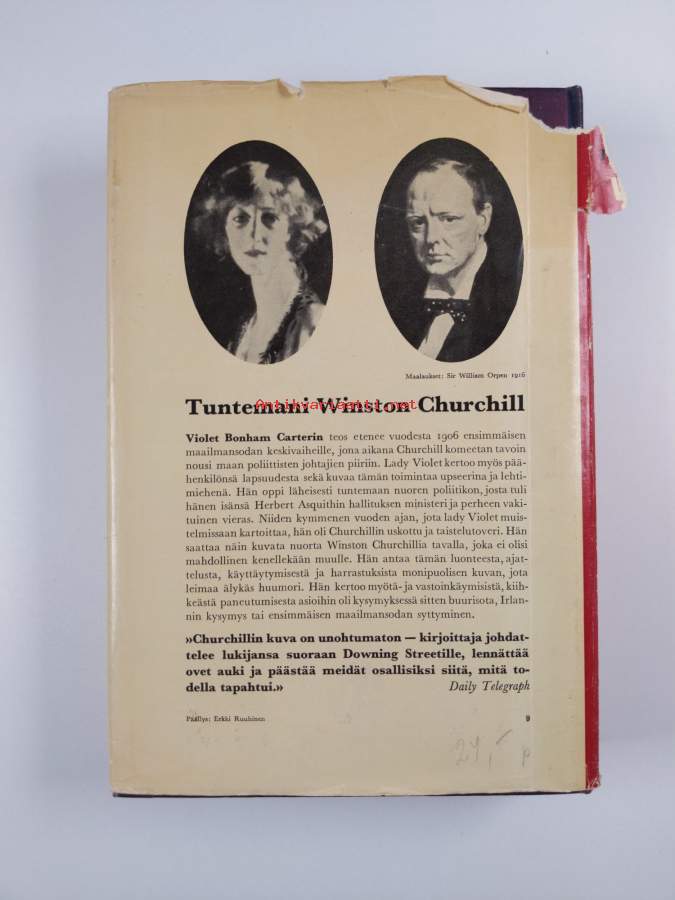 Maalaukset: Sir William Orpen 1916
Tuntemani Winston Churchill
Antikvariaatti.net
Violet Bonham Carterin teos etenee vuodesta 1906 ensimmäisen
maailmansodan keskivaiheille, jona aikana Churchill komeetan tavoin
nousi maan poliittisten johtajien piiriin. Lady Violet kertoo myös pää-
henkilönsä lapsuudesta sekä kuvaa tämän toimintaa upseerina ja lehti-
miehenä. Hän oppi läheisesti tuntemaan nuoren poliitikon, josta tuli
hänen isänsä Herbert Asquithin hallituksen ministeri ja perheen vaki-
tuinen vieras. Niiden kymmenen vuoden ajan, jota lady Violet muis-
telmissaan kartoittaa, hän oli Churchillin uskottu ja taistelutoveri. Hän
saattaa näin kuvata nuorta Winston Churchillia tavalla, joka ei olisi
mahdollinen kenellekään muulle. Hän antaa tämän luonteesta, ajat-
telusta, käyttäytymisestä ja harrastuksista monipuolisen kuvan, jota
leimaa älykäs huumori. Hän kertoo myötä- ja vastoinkäymisistä, kiih-
keästä paneutumisesta asioihin oli kysymyksessä sitten buurisota, Irlan-
nin kysymys tai ensimmäisen maailmansodan syttyminen.
»Churchillin kuva on unohtumaton — kirjoittaja johdat-
telee lukijansa suoraan Downing Streetille, lennättää
ovet auki ja päästää meidät osallisiksi siitä, mitä to-
della tapahtui.» Daily Telegraph
Päällys: Erkki Ruuhinen 9